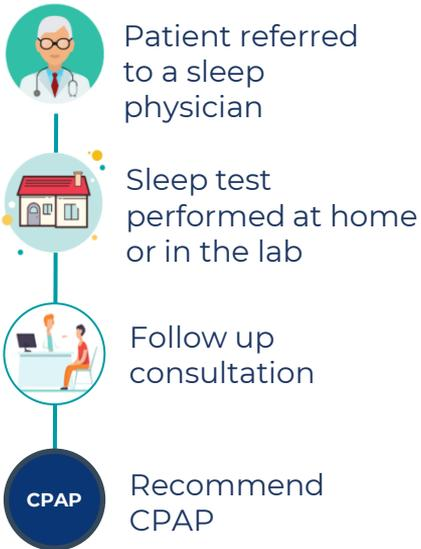 Patient referred
to a sleep
physician
Sleep test
performed at home
or in the lab
Follow up
consultation
CPAP
Recommend
CPAP